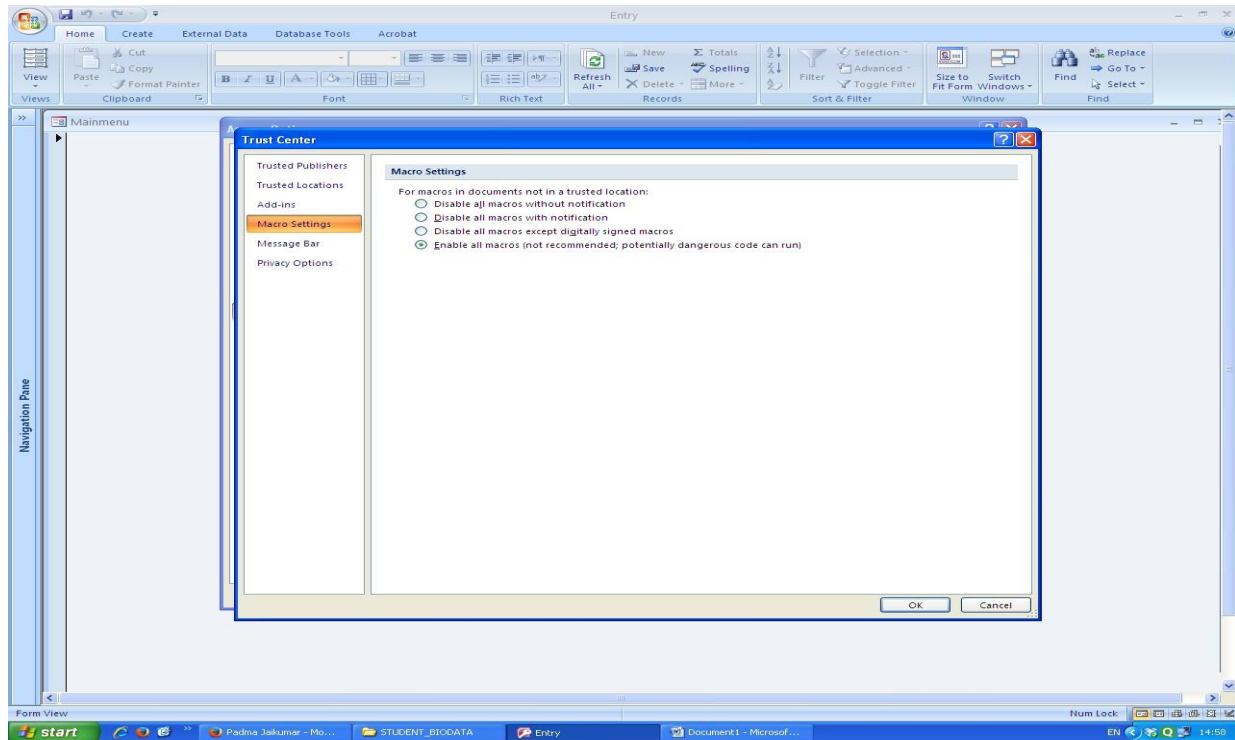 Entry
Home Create External Data Database Tools Acrobat
View
Views
Paste
Cut
Copy
Format Painter
Clipboard
B I U A
Font
Rich Text
Refresh All
New
Save
Delete
Σ Totals
Spelling
More
Records
Filter
Selection
Advanced
Toggle Filter
Sort & Filter
Size to Fit Form
Switch Windows
Window
Find
Replace
Go To
Select
Find
Mainmenu
Trust Center
Trusted Publishers
Trusted Locations
Add-ins
Macro Settings
Message Bar
Privacy Options
Macro Settings
For macros in documents not in a trusted location:
Disable all macros without notification
Disable all macros with notification
Disable all macros except digitally signed macros
Enable all macros (not recommended; potentially dangerous code can run)
OK Cancel
Navigation Pane
Form View
Num Lock
start
Padma Jaikumar - Mo...
STUDENT_BIODATA
Entry
Document1 - Microsof...
EN
14:58